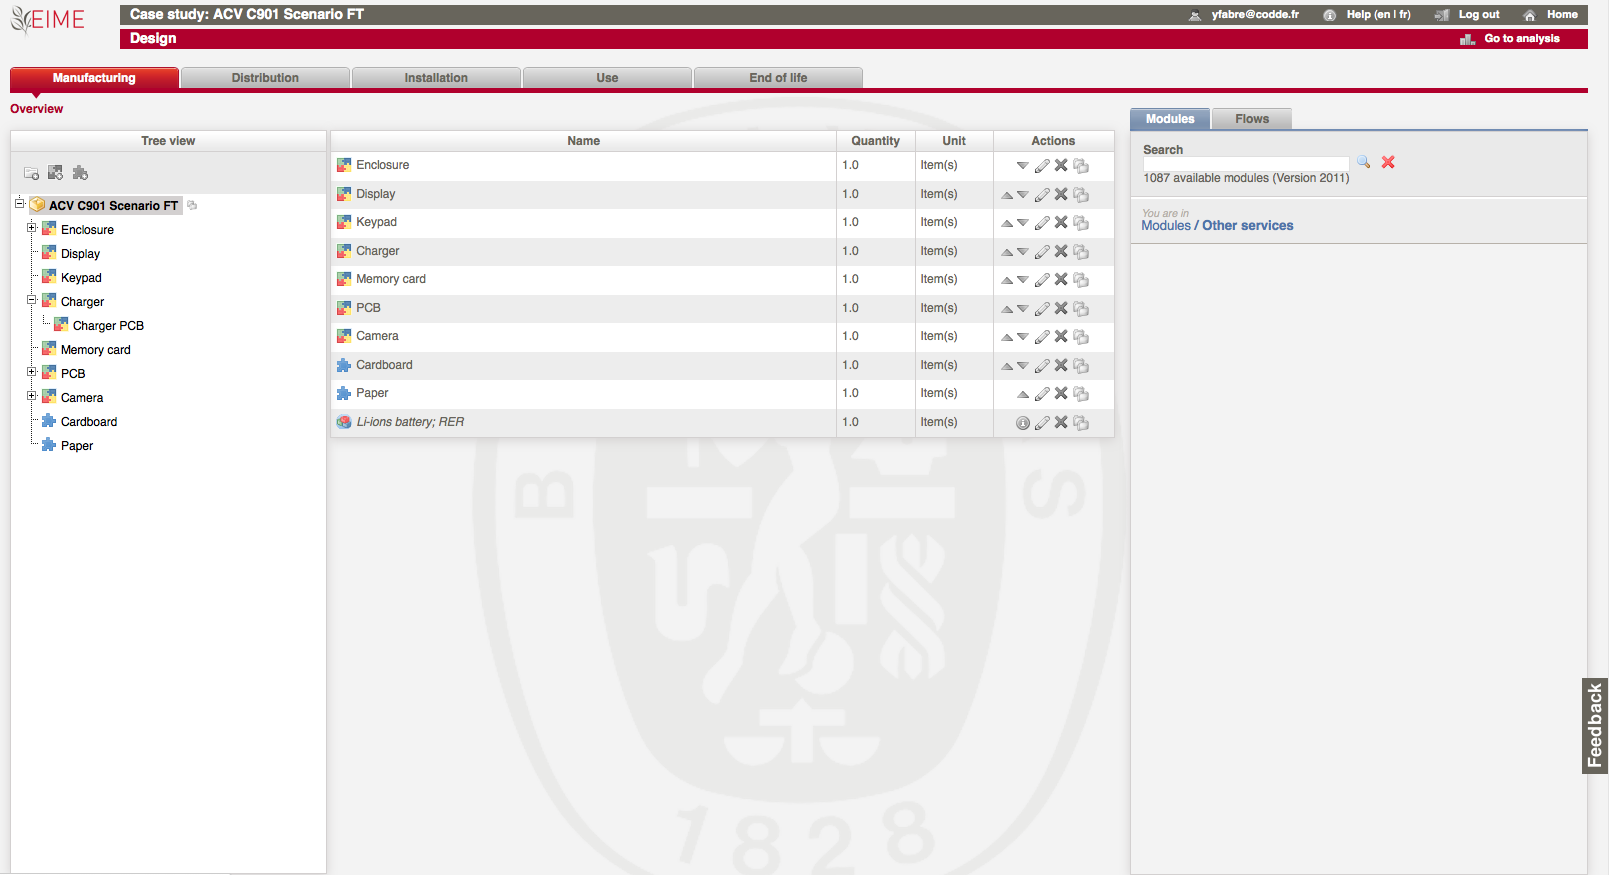 EIME
Case study: ACV C901 Scenario FT
yfabre@codde.fr
Help (en | fr)
Log out
Home
Design
Go to analysis
Manufacturing
Distribution
Installation
Use
End of life
Overview
Tree view
ACV C901 Scenario FT
Enclosure
Display
Keypad
Charger
Charger PCB
Memory card
PCB
Camera
Cardboard
Paper
Name Quantity Unit Actions
Enclosure 1.0 Item(s)
Display 1.0 Item(s)
Keypad 1.0 Item(s)
Charger 1.0 Item(s)
Memory card 1.0 Item(s)
PCB 1.0 Item(s)
Camera 1.0 Item(s)
Cardboard 1.0 Item(s)
Paper 1.0 Item(s)
Li-ions battery; RER 1.0 Item(s)
B S
1828
Modules
Flows
Search
1087 available modules (Version 2011)
You are in
Modules / Other services
Feedback